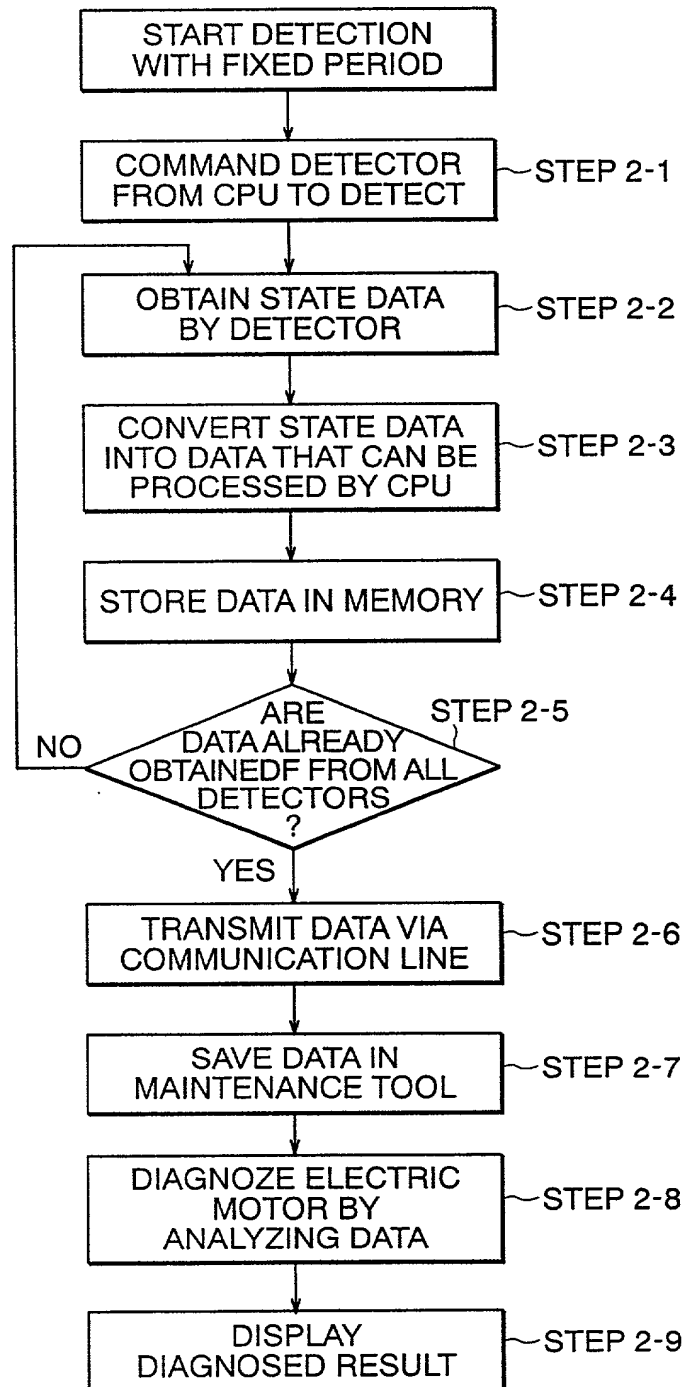 START DETECTION
WITH FIXED PERIOD
COMMAND DETECTOR
FROM CPU TO DETECT
STEP 2-1
OBTAIN STATE DATA
BY DETECTOR
STEP 2-2
CONVERT STATE DATA
INTO DATA THAT CAN BE
PROCESSED BY CPU
STEP 2-3
STORE DATA IN MEMORY
STEP 2-4
ARE
DATA ALREADY
OBTAINEDF FROM ALL
DETECTORS
?
STEP 2-5
NO
YES
TRANSMIT DATA VIA
COMMUNICATION LINE
STEP 2-6
SAVE DATA IN
MAINTENANCE TOOL
STEP 2-7
DIAGNOZE ELECTRIC
MOTOR BY
ANALYZING DATA
STEP 2-8
DISPLAY
DIAGNOSED RESULT
STEP 2-9